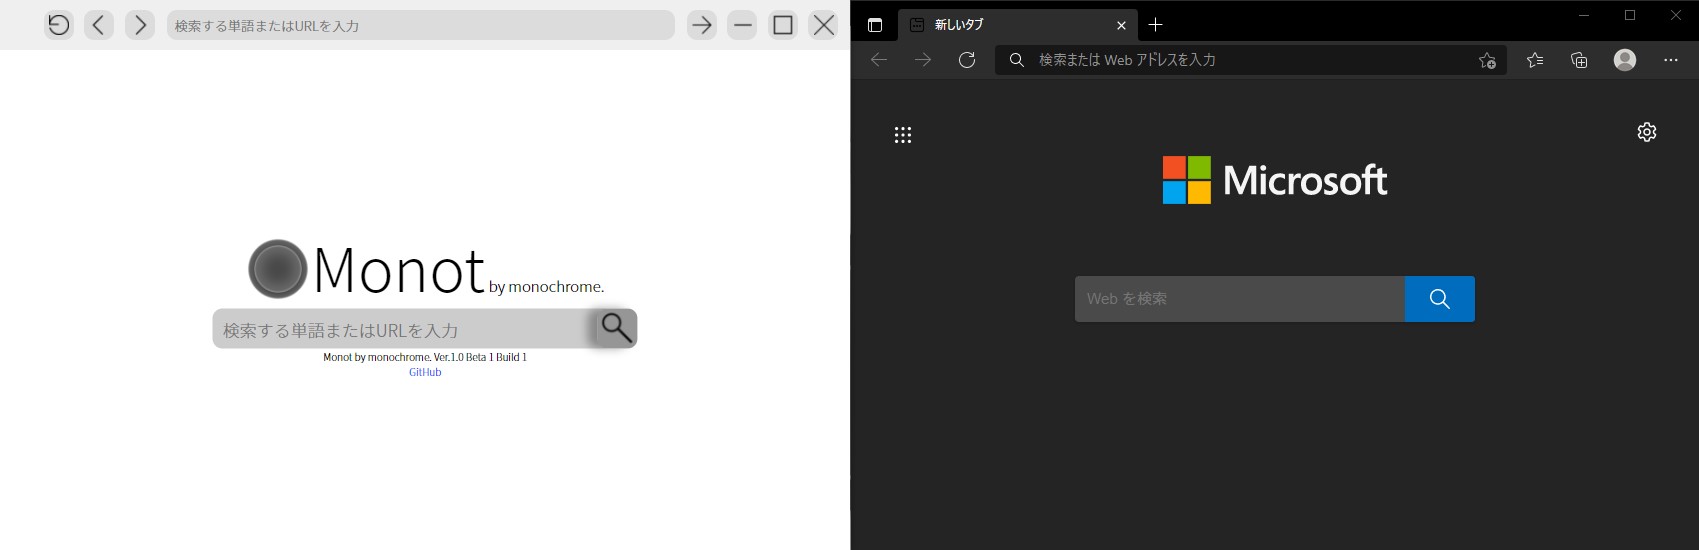 検索する単語またはURLを入力
Monot by monochrome.
検索する単語またはURLを入力
Monot by monochrome. Ver.1.0 Beta 1 Build 1
GitHub
新しいタブ
検索または Web アドレスを入力
Microsoft
Web を検索